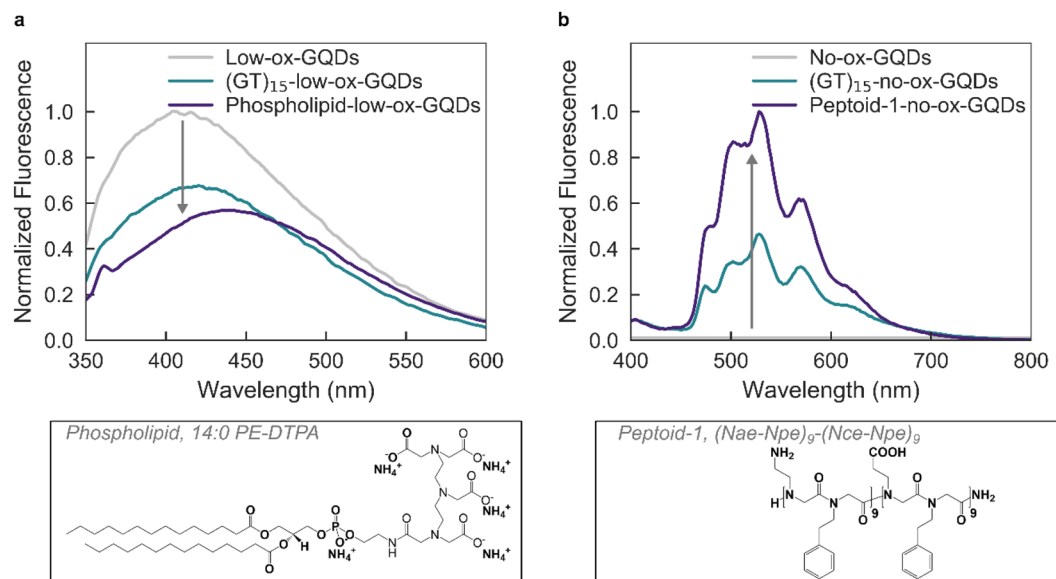 a
Low-ox-GQDs
(GT)15-low-ox-GQDs
Phospholipid-low-ox-GQDs
Normalized Fluorescence
1.0
0.8
0.6
0.4
0.2
0.0
350 400 450 500 550 600
Wavelength (nm)
b
No-ox-GQDs
(GT)15-no-ox-GQDs
Peptoid-1-no-ox-GQDs
Normalized Fluorescence
1.0
0.8
0.6
0.4
0.2
0.0
400 500 600 700 800
Wavelength (nm)
Phospholipid, 14:0 PE-DTPA
O O
O⁻ O⁻
NH₄⁺ NH₄⁺
N
O
N O⁻
NH₄⁺
O O
O O P O N O⁻
O H O⁻ N H O NH₄⁺
O NH₄⁺
Peptoid-1, (Nae-Npe)9-(Nce-Npe)9
NH₂ COOH
O O O O
H N N 9 N N 9 NH₂